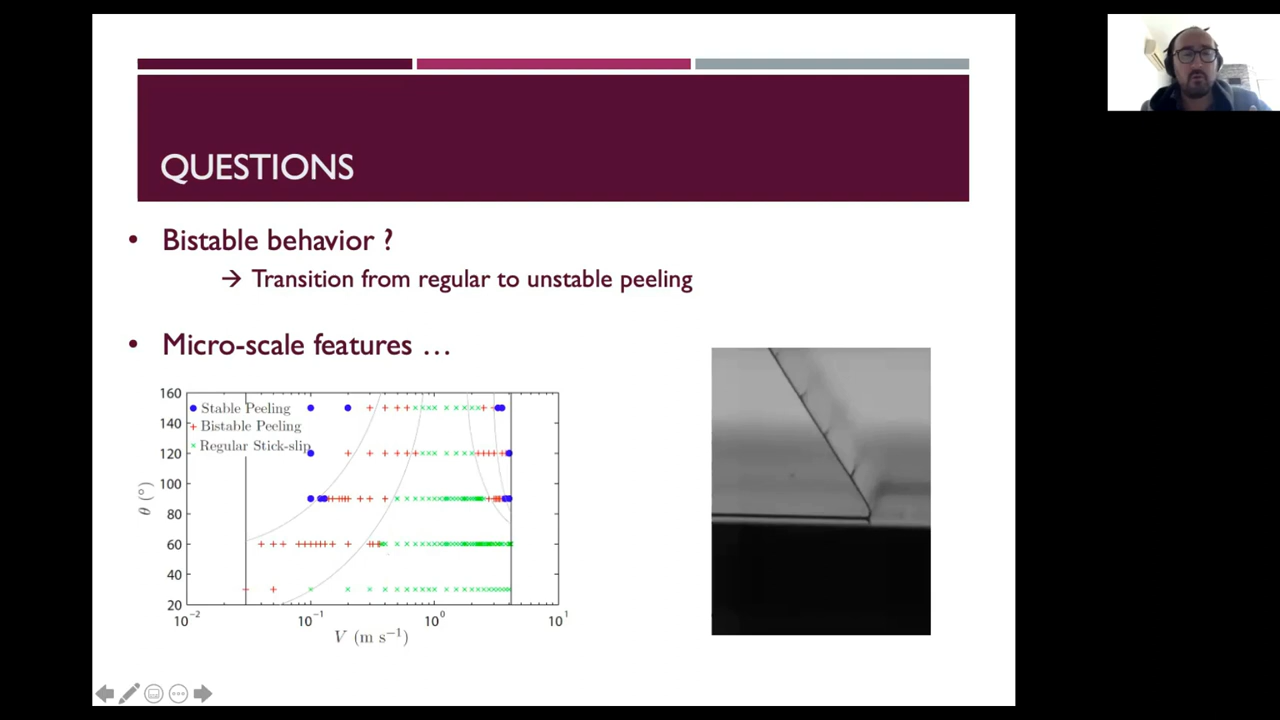 QUESTIONS
• Bistable behavior ?
→ Transition from regular to unstable peeling
• Micro-scale features …
160
140
120
100
80
60
40
20
θ (°)
Stable Peeling
Bistable Peeling
Regular Stick-slip
10⁻²
10⁻¹
10⁰
10¹
V (m s⁻¹)